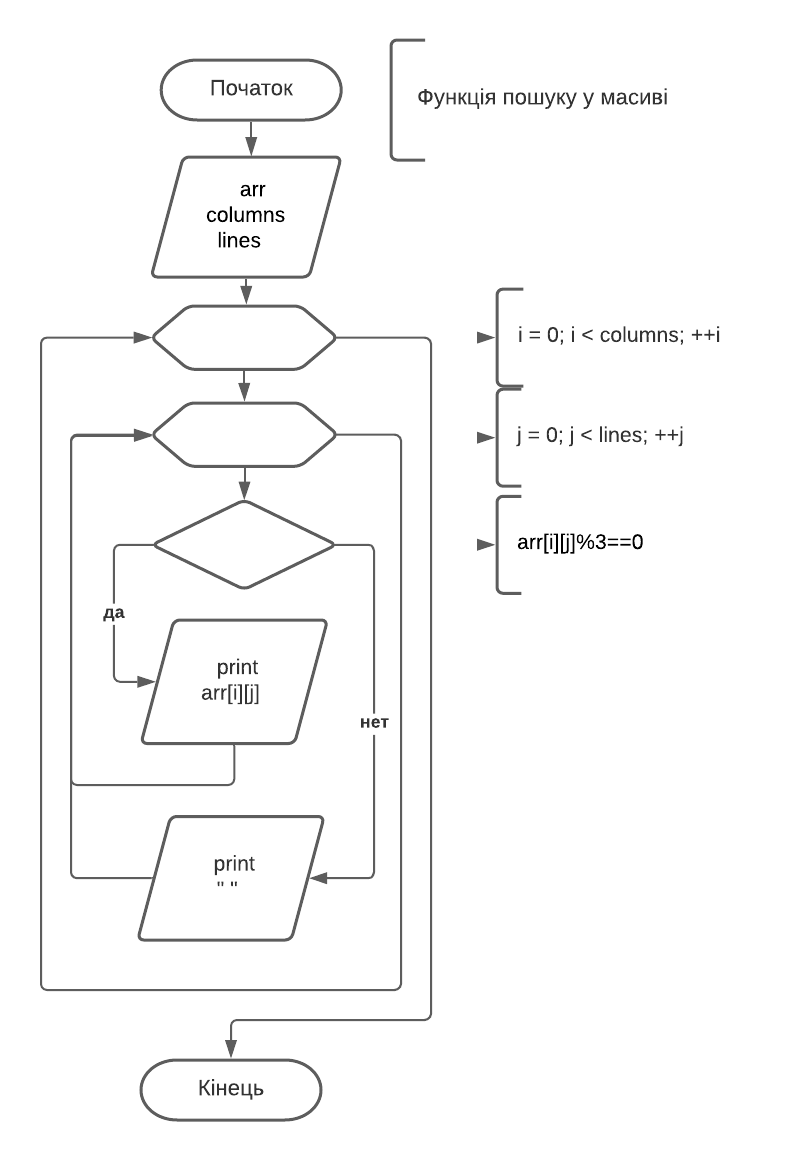 Початок
Функція пошуку у масиві
arr
columns
lines
i = 0; i < columns; ++i
j = 0; j < lines; ++j
arr[i][j]%3==0
да
print
arr[i][j]
нет
print
" "
Кінець